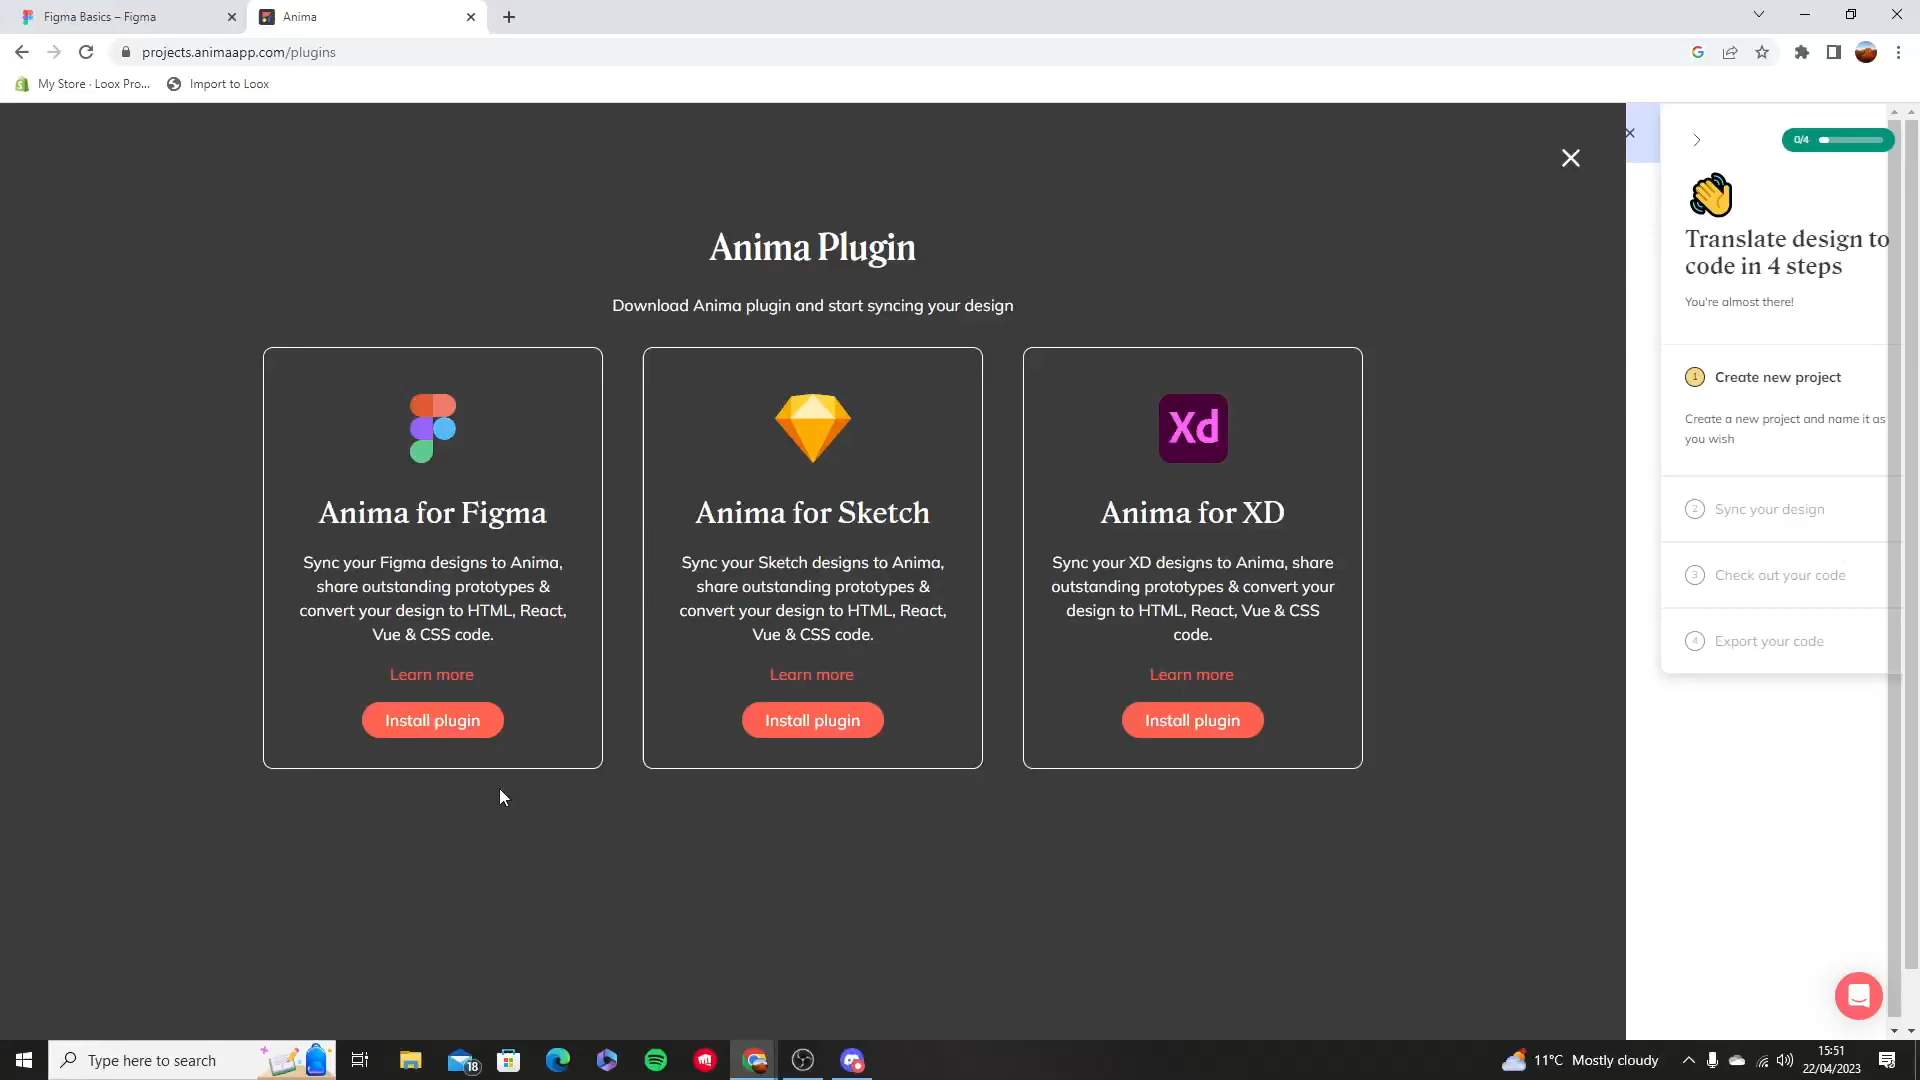 Figma Basics – Figma
Anima
projects.animaapp.com/plugins
My Store · Loox Pro...
Import to Loox
0/4
Translate design to
code in 4 steps
You're almost there!
1 Create new project
Create a new project and name it as
you wish
2 Sync your design
3 Check out your code
4 Export your code
Anima Plugin
Download Anima plugin and start syncing your design
Anima for Figma
Sync your Figma designs to Anima,
share outstanding prototypes &
convert your design to HTML, React,
Vue & CSS code.
Learn more
Install plugin
Anima for Sketch
Sync your Sketch designs to Anima,
share outstanding prototypes &
convert your design to HTML, React,
Vue & CSS code.
Learn more
Install plugin
Xd
Anima for XD
Sync your XD designs to Anima, share
outstanding prototypes & convert your
design to HTML, React, Vue & CSS
code.
Learn more
Install plugin
Type here to search
18
11°C Mostly cloudy
15:51
22/04/2023